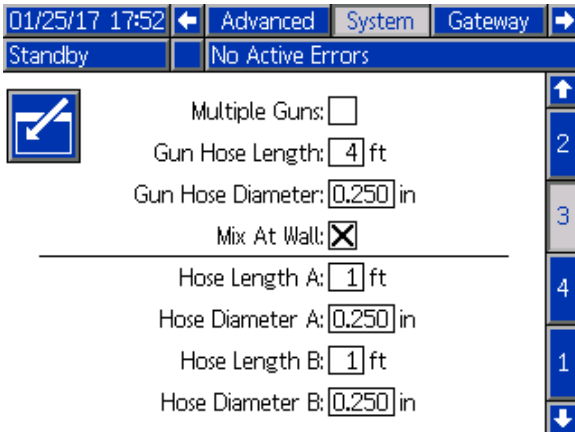 01/25/17 17:52 Advanced System Gateway
Standby No Active Errors
Multiple Guns:
Gun Hose Length: 4 ft
Gun Hose Diameter: 0.250 in
Mix At Wall:
Hose Length A: 1 ft
Hose Diameter A: 0.250 in
Hose Length B: 1 ft
Hose Diameter B: 0.250 in
2
3
4
1